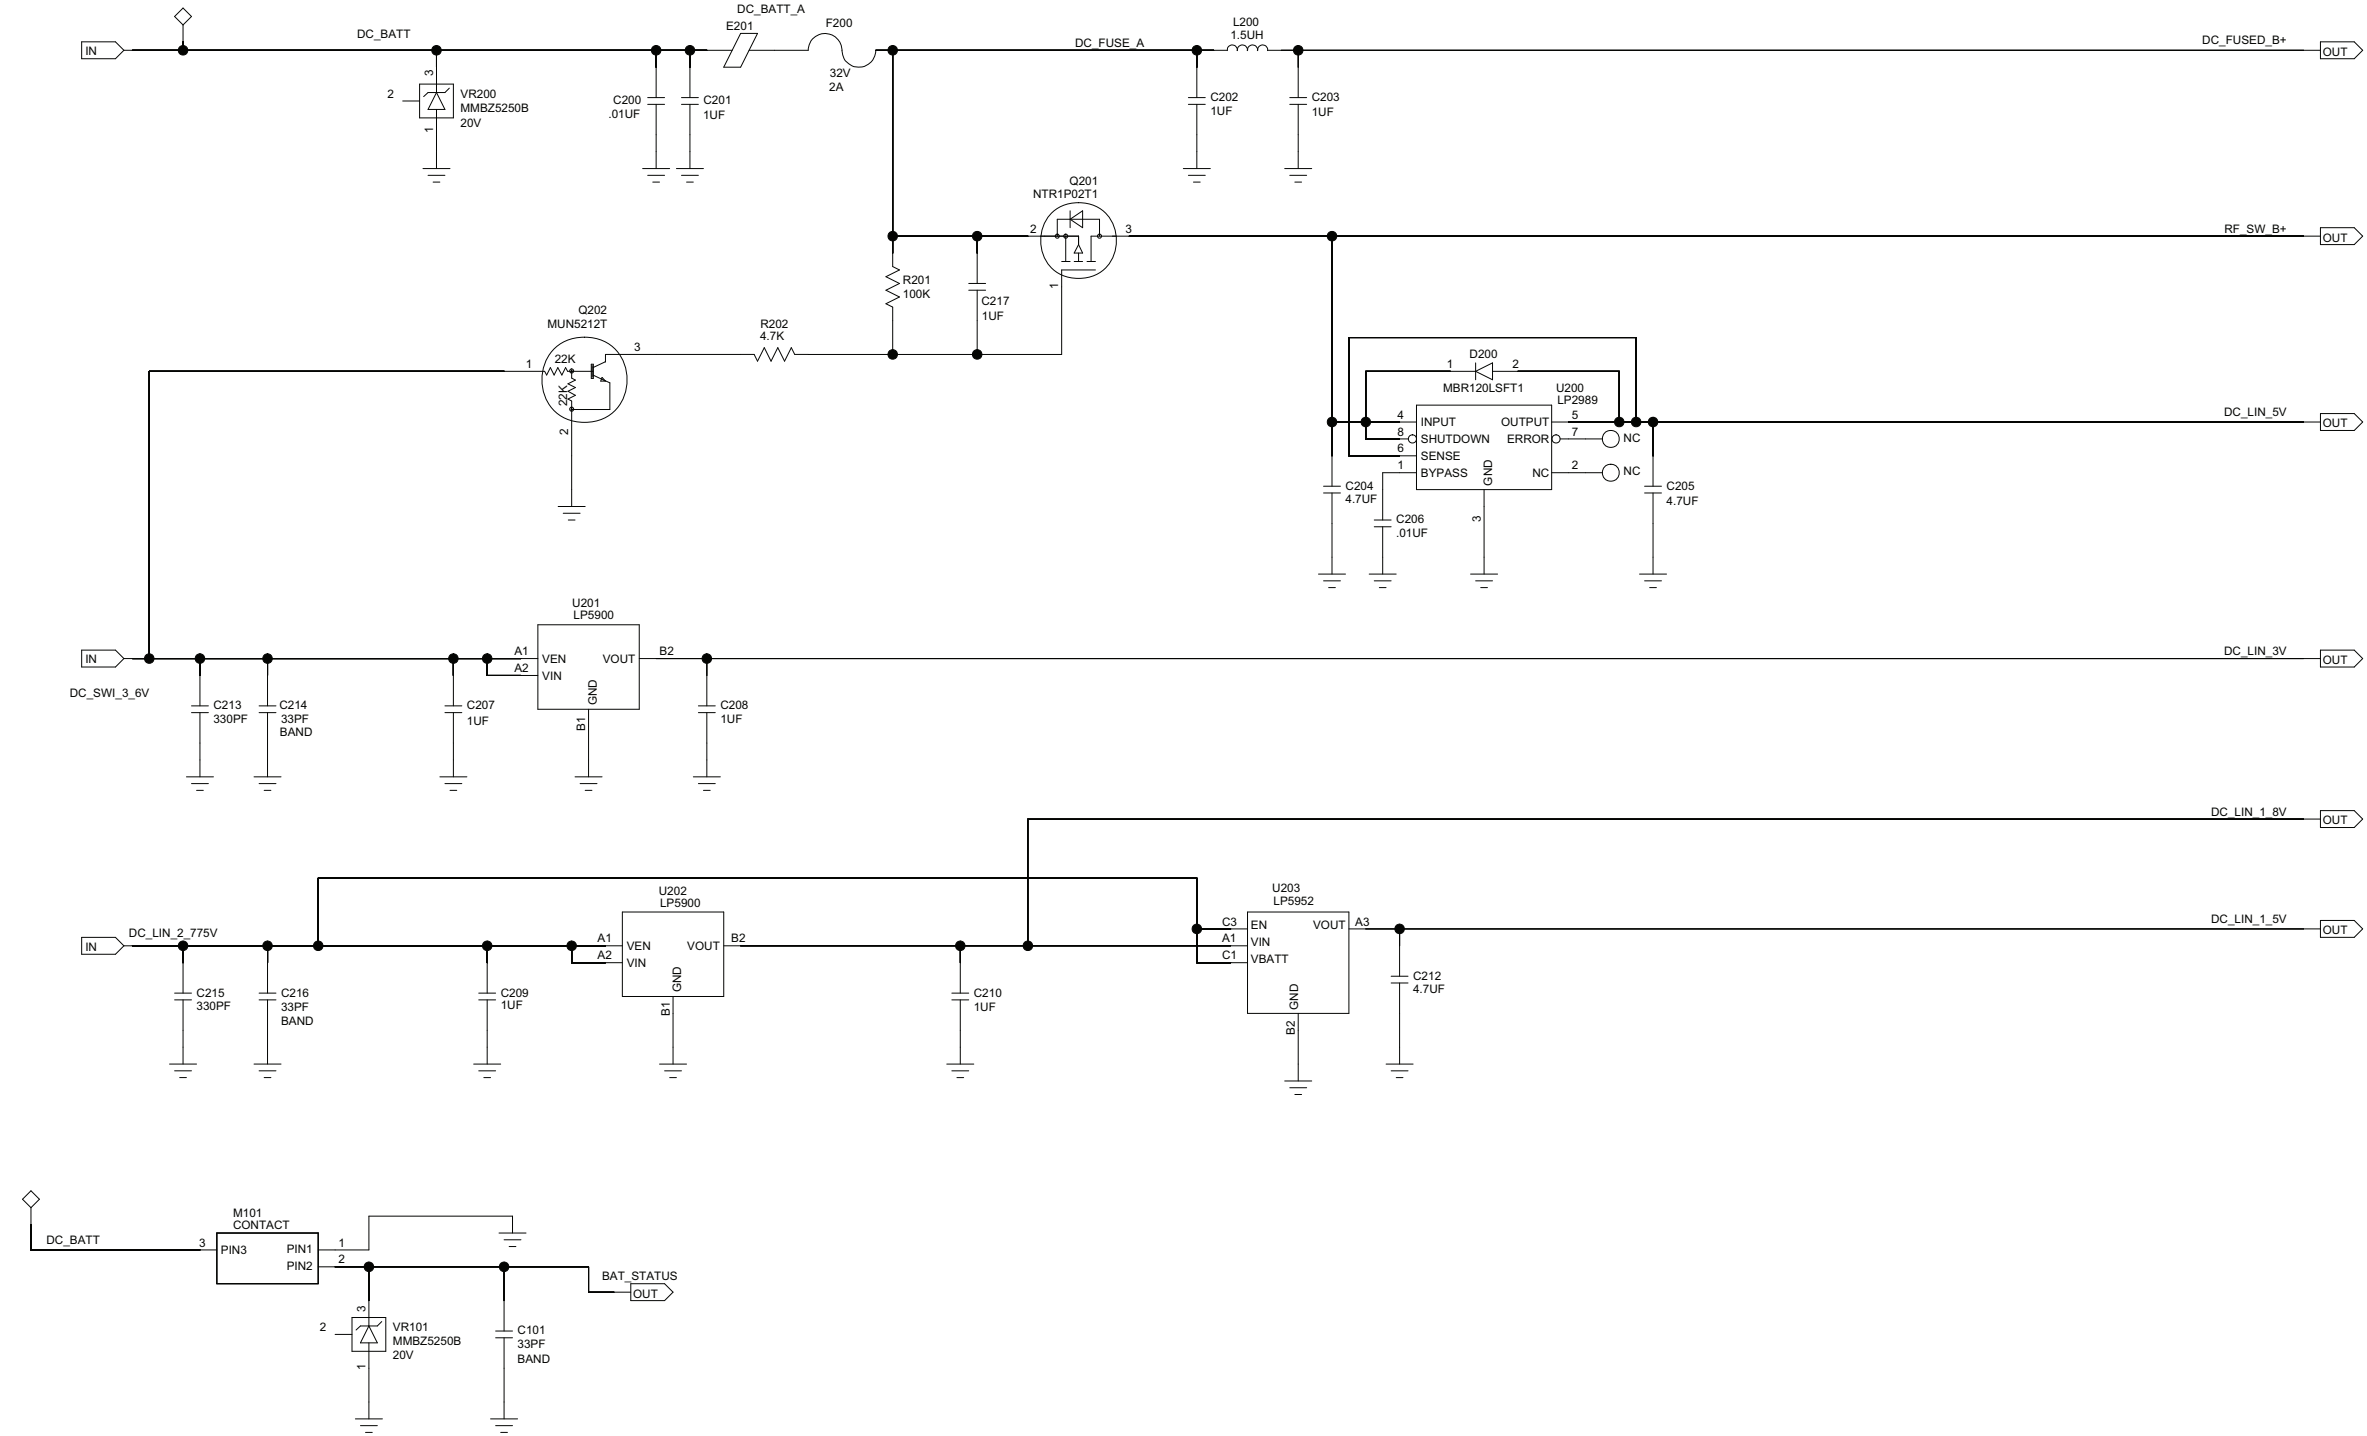 DC_BATT_A
E201
F200
L200
1.5UH
IN
DC_BATT
DC_FUSE_A
DC_FUSED_B+
OUT
32V
2A
3
2
1
VR200
MMBZ5250B
20V
C200
.01UF
C201
1UF
C202
1UF
C203
1UF
Q201
NTR1P02T1
2
3
1
RF_SW_B+
OUT
R201
100K
C217
1UF
Q202
MUN5212T
R202
4.7K
3
1
22K
22K
2
D200
1
2
MBR120LSFT1
U200
LP2989
4
INPUT
OUTPUT
5
8
SHUTDOWN
ERROR
7
NC
6
SENSE
1
BYPASS
GND
NC
2
NC
3
DC_LIN_5V
OUT
C204
4.7UF
C206
.01UF
C205
4.7UF
U201
LP5900
IN
A1
VEN
VOUT
B2
A2
VIN
GND
B1
DC_LIN_3V
OUT
DC_SWI_3_6V
C213
330PF
C214
33PF
BAND
C207
1UF
C208
1UF
DC_LIN_1_8V
OUT
U202
LP5900
U203
LP5952
IN
DC_LIN_2_775V
A1
VEN
VOUT
B2
A2
VIN
GND
B1
C3
EN
VOUT
A3
A1
VIN
C1
VBATT
GND
B2
DC_LIN_1_5V
OUT
C215
330PF
C216
33PF
BAND
C209
1UF
C210
1UF
C212
4.7UF
M101
CONTACT
DC_BATT
3
PIN3
PIN1
1
PIN2
2
BAT_STATUS
OUT
3
2
1
VR101
MMBZ5250B
20V
C101
33PF
BAND